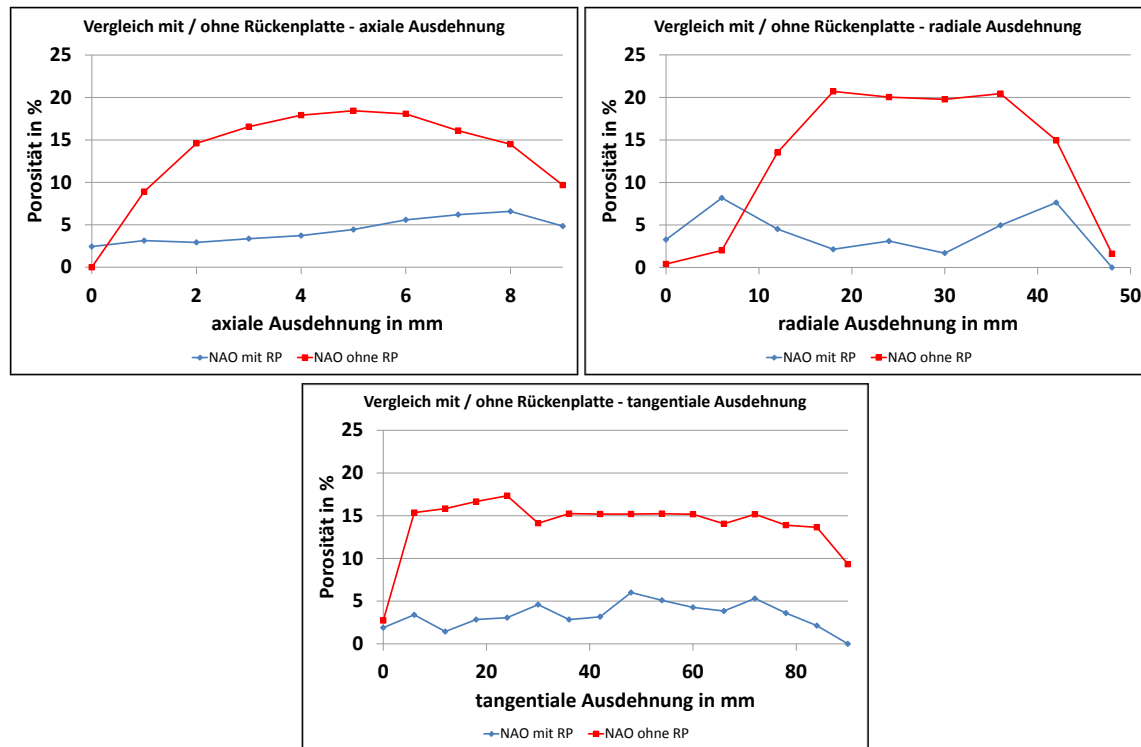 Vergleich mit / ohne Rückenplatte - axiale Ausdehnung
25
20
15
10
5
0
Porosität in %
0 2 4 6 8
axiale Ausdehnung in mm
NAO mit RP NAO ohne RP
Vergleich mit / ohne Rückenplatte - radiale Ausdehnung
25
20
15
10
5
0
Porosität in %
0 10 20 30 40 50
radiale Ausdehnung in mm
NAO mit RP NAO ohne RP
Vergleich mit / ohne Rückenplatte - tangentiale Ausdehnung
25
20
15
10
5
0
Porosität in %
0 20 40 60 80
tangentiale Ausdehnung in mm
NAO mit RP NAO ohne RP